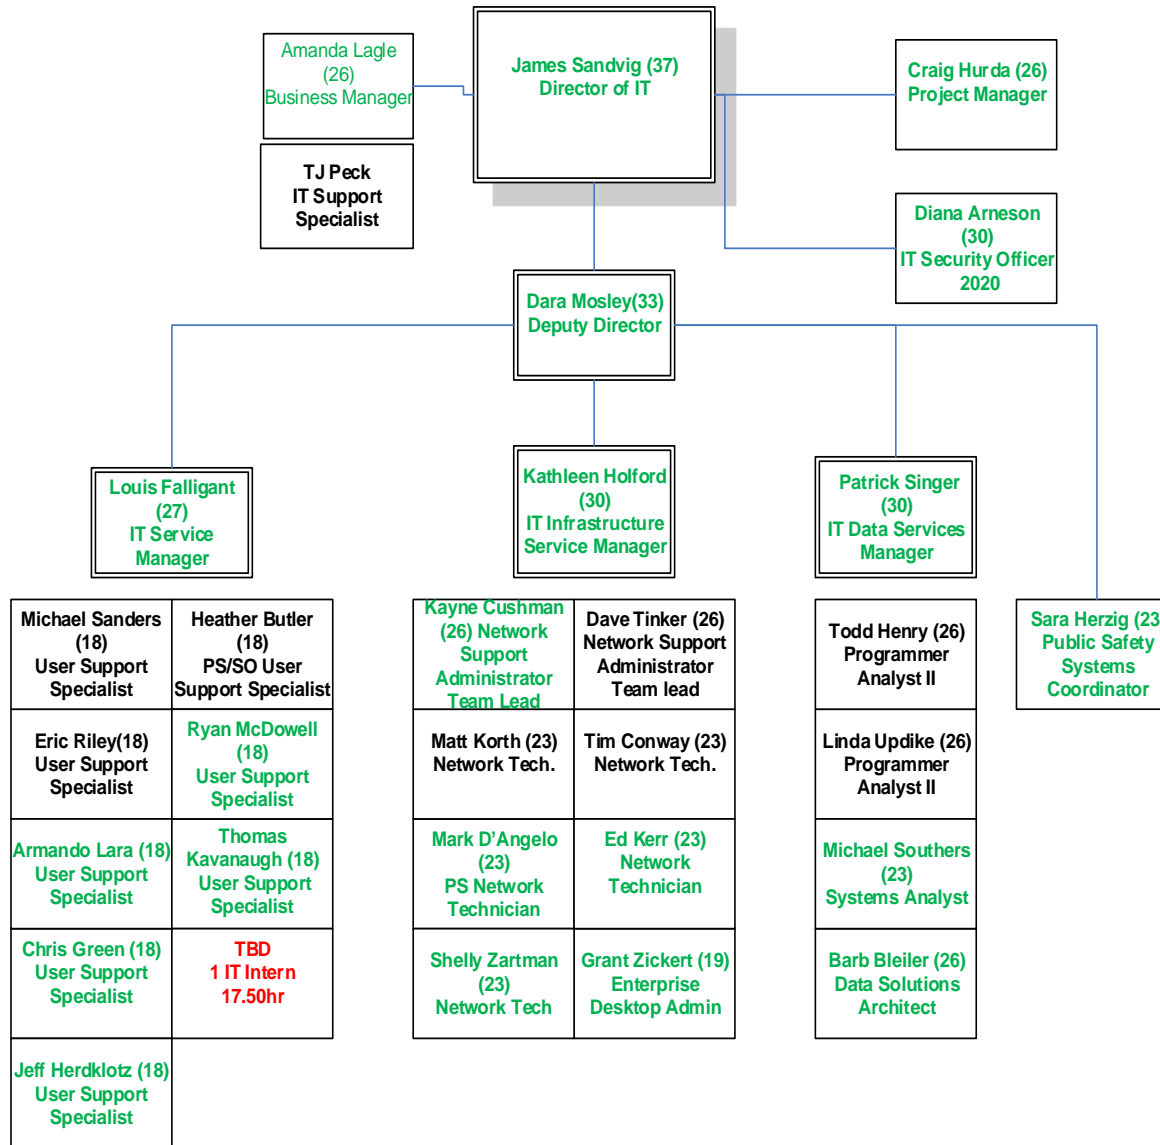 Amanda Lagle
(26)
Business Manager
TJ Peck
IT Support
Specialist
James Sandvig (37)
Director of IT
Craig Hurda (26)
Project Manager
Diana Arneson
(30)
IT Security Officer
2020
Dara Mosley(33)
Deputy Director
Louis Falligant
(27)
IT Service
Manager
Kathleen Holford
(30)
IT Infrastructure
Service Manager
Patrick Singer
(30)
IT Data Services
Manager
Michael Sanders
(18)
User Support
Specialist
Heather Butler
(18)
PS/SO User
Support Specialist
Eric Riley(18)
User Support
Specialist
Ryan McDowell
(18)
User Support
Specialist
Armando Lara (18)
User Support
Specialist
Thomas
Kavanaugh (18)
User Support
Specialist
Chris Green (18)
User Support
Specialist
TBD
1 IT Intern
17.50hr
Jeff Herdklotz (18)
User Support
Specialist
Kayne Cushman
(26) Network
Support
Administrator
Team Lead
Dave Tinker (26)
Network Support
Administrator
Team lead
Matt Korth (23)
Network Tech.
Tim Conway (23)
Network Tech.
Mark D’Angelo
(23)
PS Network
Technician
Ed Kerr (23)
Network
Technician
Shelly Zartman
(23)
Network Tech
Grant Zickert (19)
Enterprise
Desktop Admin
Todd Henry (26)
Programmer
Analyst II
Linda Updike (26)
Programmer
Analyst II
Michael Southers
(23)
Systems Analyst
Barb Bleiler (26)
Data Solutions
Architect
Sara Herzig (23
Public Safety
Systems
Coordinator